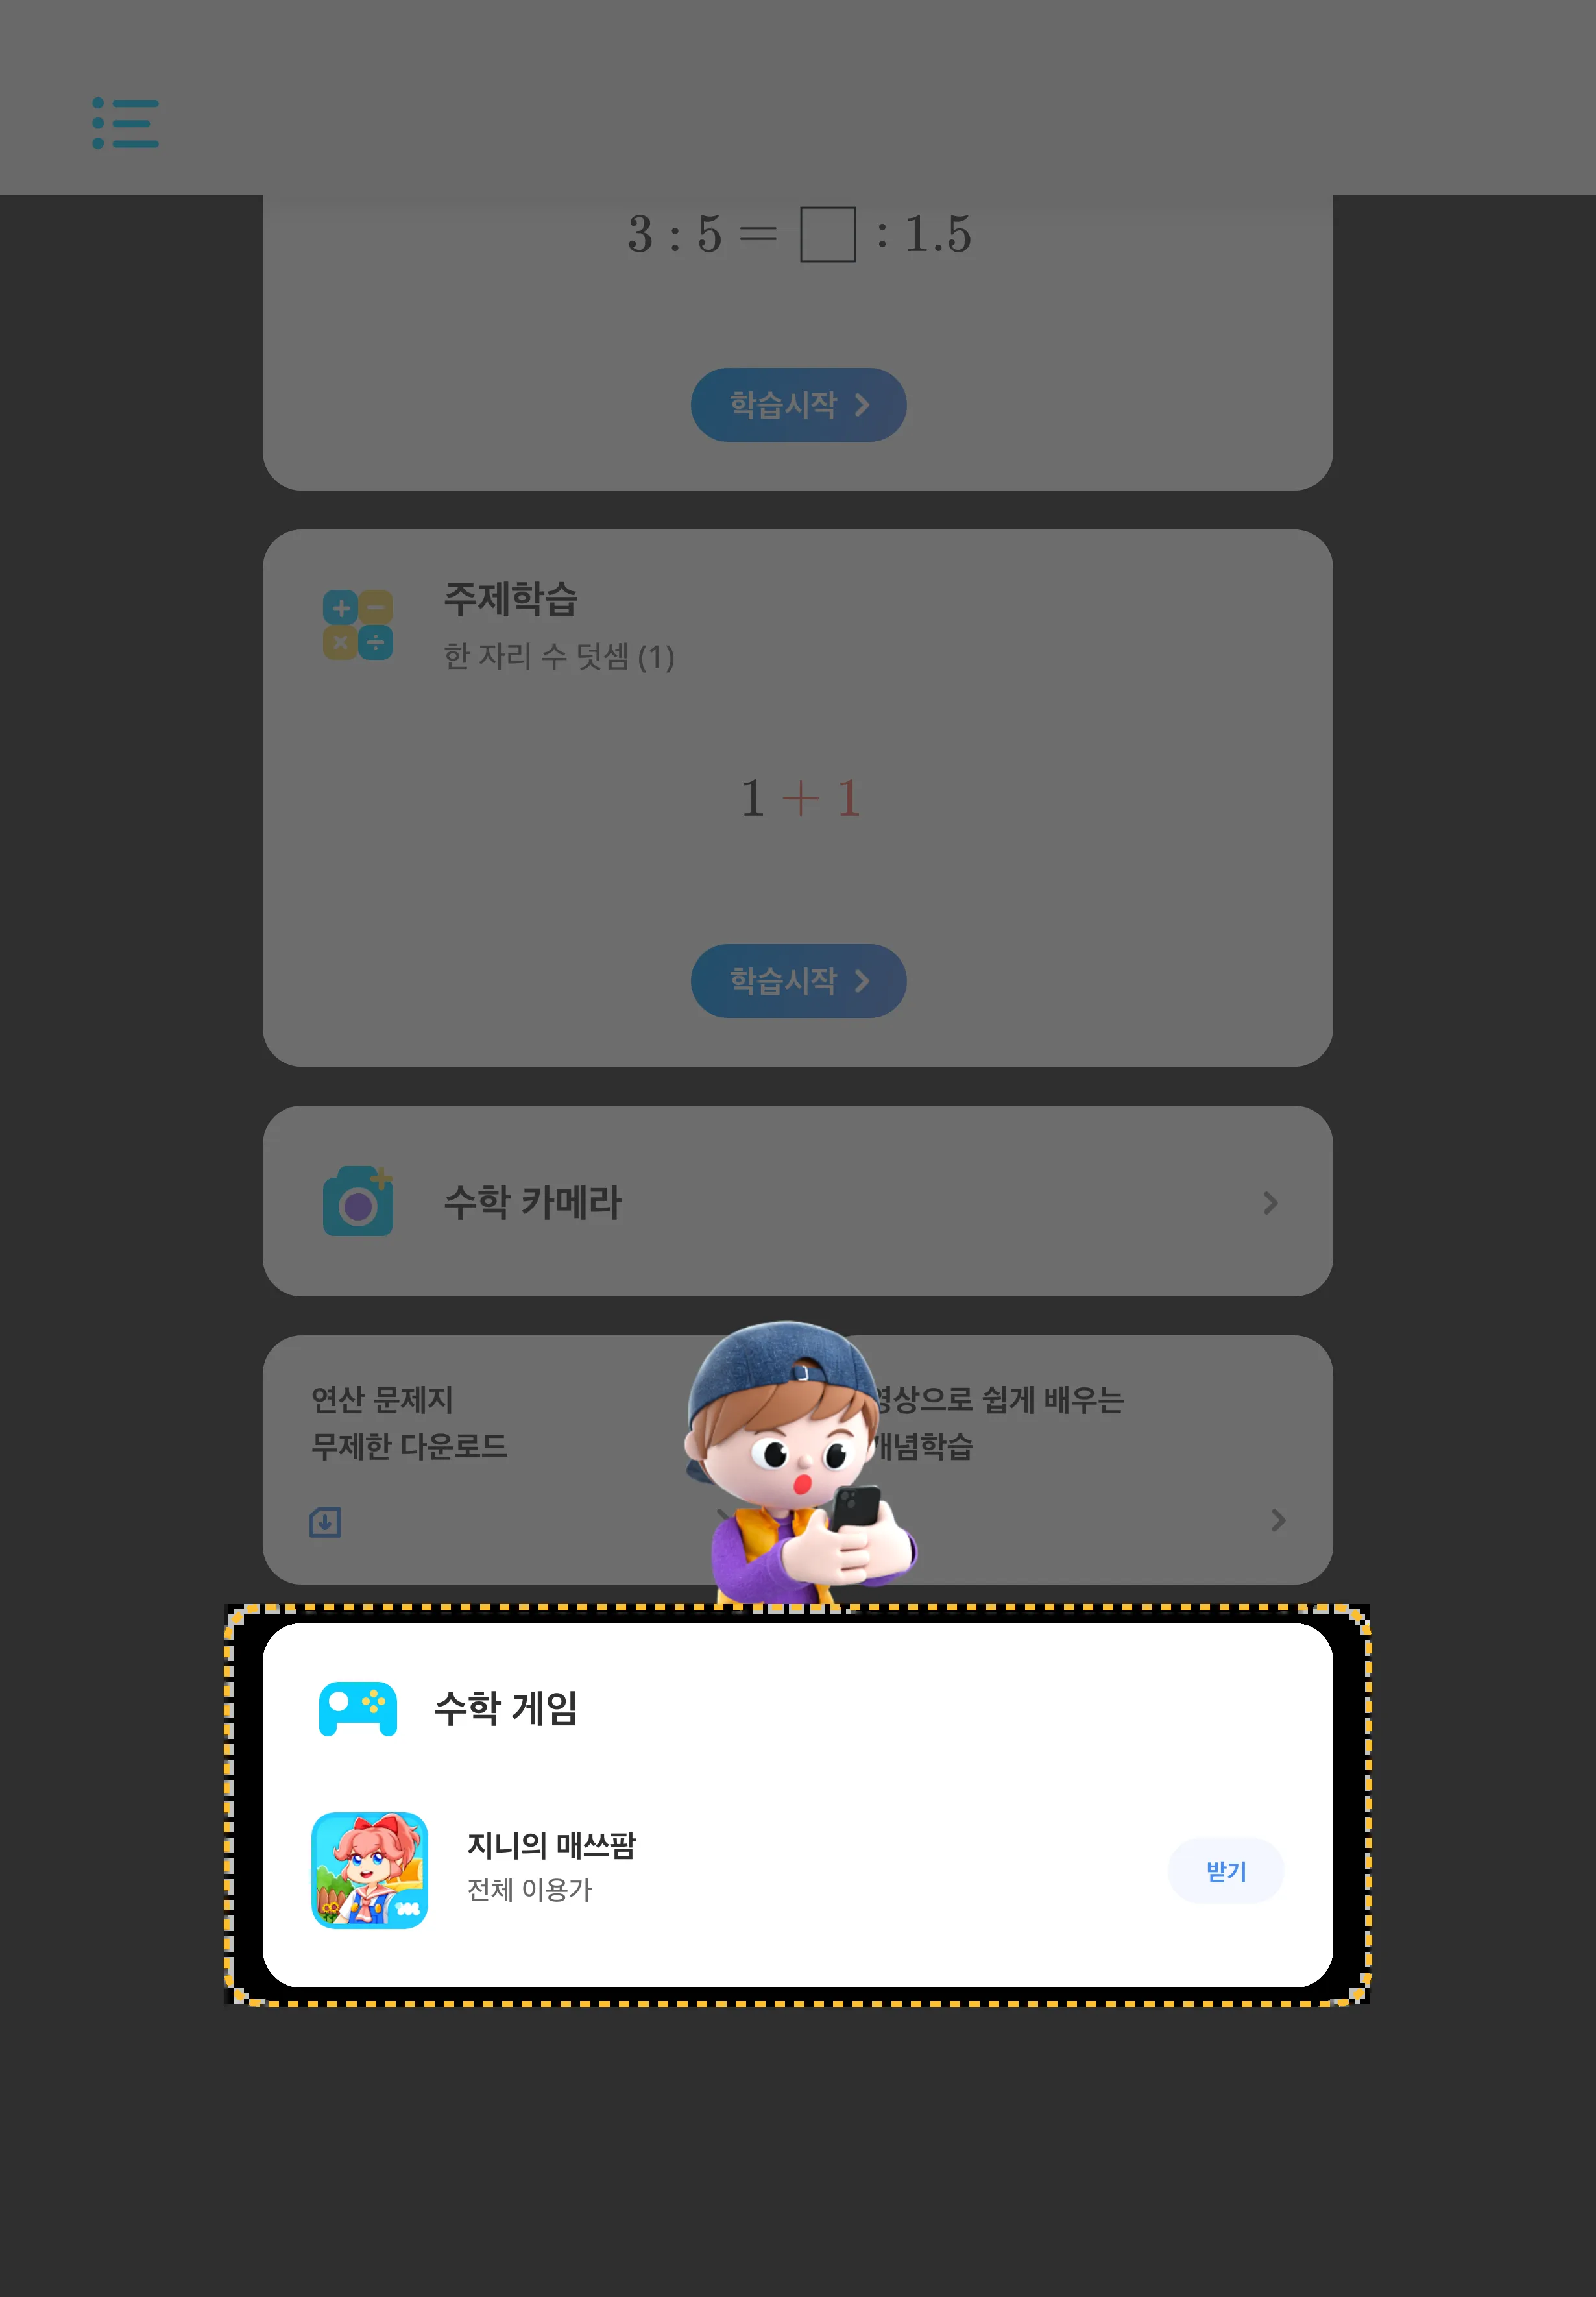 3 : 5 = □ : 1.5
학습시작
주제학습
한 자리 수 덧셈 (1)
1 + 1
학습시작
수학 카메라
연산 문제지
무제한 다운로드
영상으로 쉽게 배우는
개념학습
수학 게임
지니의 매쓰팜
전체 이용가
받기